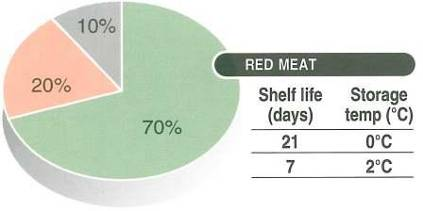 10%
20%
70%
RED MEAT
Shelf life Storage
(days) temp (°C)
21 0°C
7 2°C